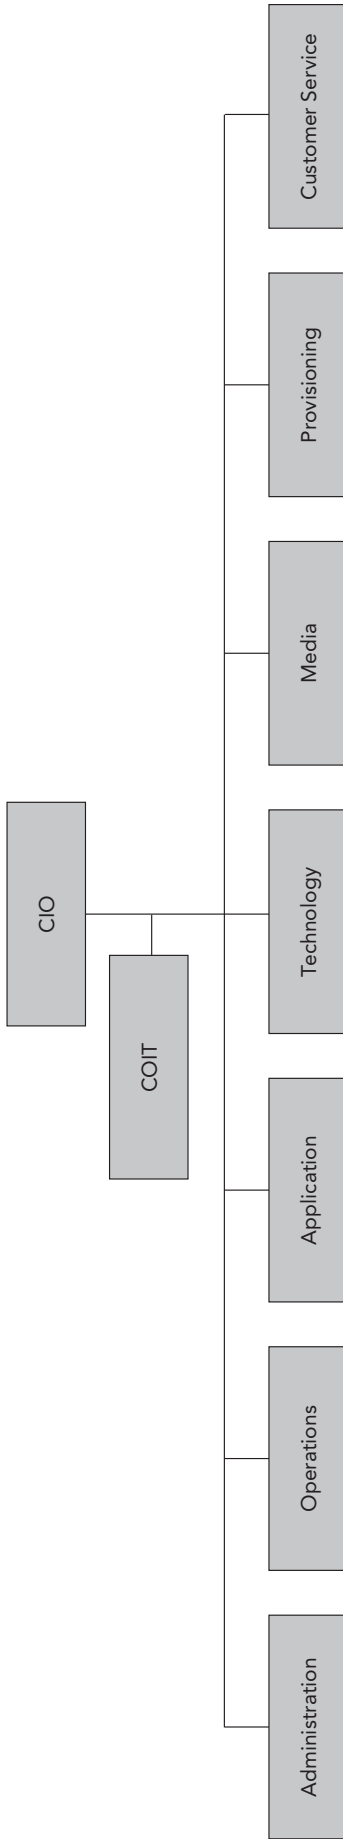 CIO
COIT
Administration
Operations
Application
Technology
Media
Provisioning
Customer Service